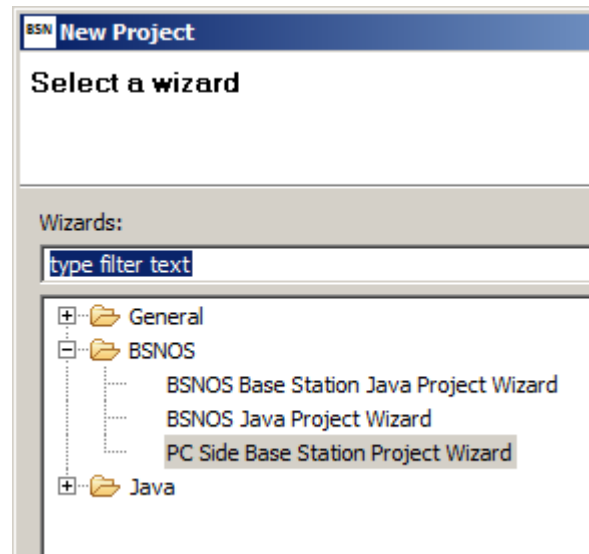 BSN New Project
Select a wizard
Wizards:
type filter text
General
BSNOS
BSNOS Base Station Java Project Wizard
BSNOS Java Project Wizard
PC Side Base Station Project Wizard
Java